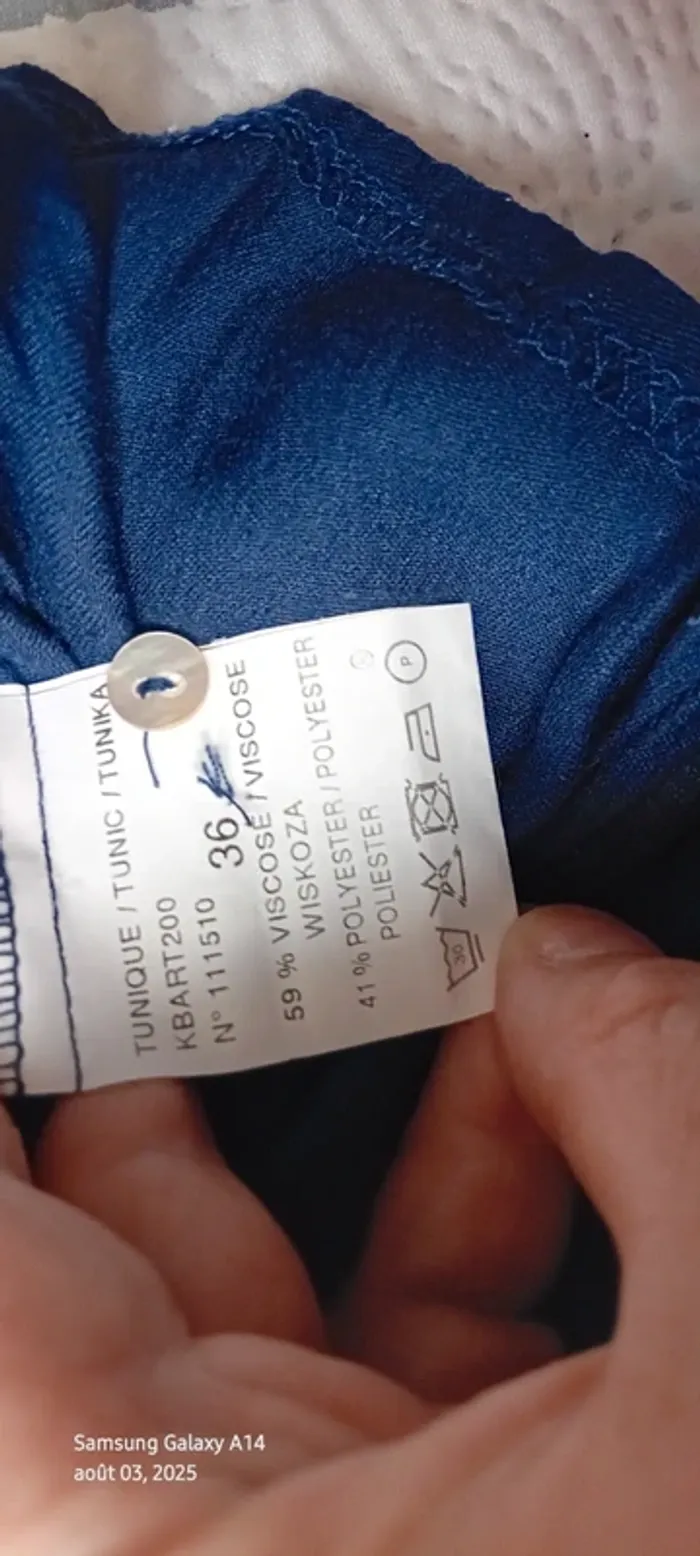 TUNIQUE / TUNIC / TUNIKA
KBART200
N° 111510
36
59 % VISCOSE / VISCOSE
WISKOZA
41 % POLYESTER / POLYESTER
POLIESTER
30
P
Samsung Galaxy A14
août 03, 2025